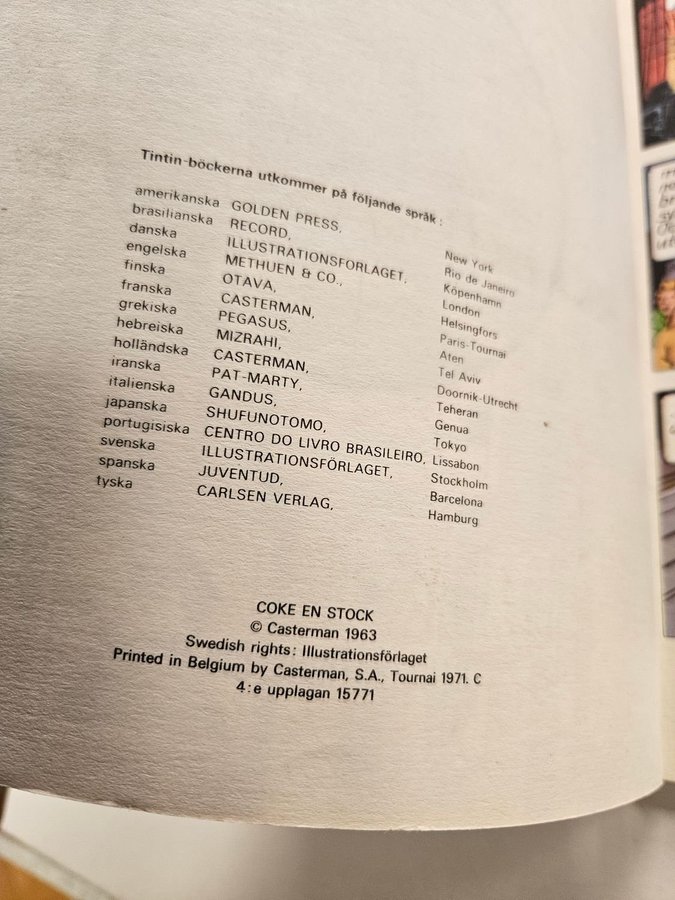 Tintin-böckerna utkommer på följande språk:
amerikanska GOLDEN PRESS, New York
brasilianska RECORD, Rio de Janeiro
danska ILLUSTRATIONSFORLAGET, Köpenhamn
engelska METHUEN & CO., London
finska OTAVA, Helsingfors
franska CASTERMAN, Paris-Tournai
grekiska PEGASUS, Aten
hebreiska MIZRAHI, Tel Aviv
holländska CASTERMAN, Doornik-Utrecht
iranska PAT-MARTY, Teheran
italienska GANDUS, Genua
japanska SHUFUNOTOMO, Tokyo
portugisiska CENTRO DO LIVRO BRASILEIRO, Lissabon
svenska ILLUSTRATIONSFÖRLAGET, Stockholm
spanska JUVENTUD, Barcelona
tyska CARLSEN VERLAG, Hamburg
COKE EN STOCK
© Casterman 1963
Swedish rights: Illustrationsförlaget
Printed in Belgium by Casterman, S.A., Tournai 1971. C
4:e upplagan 15771